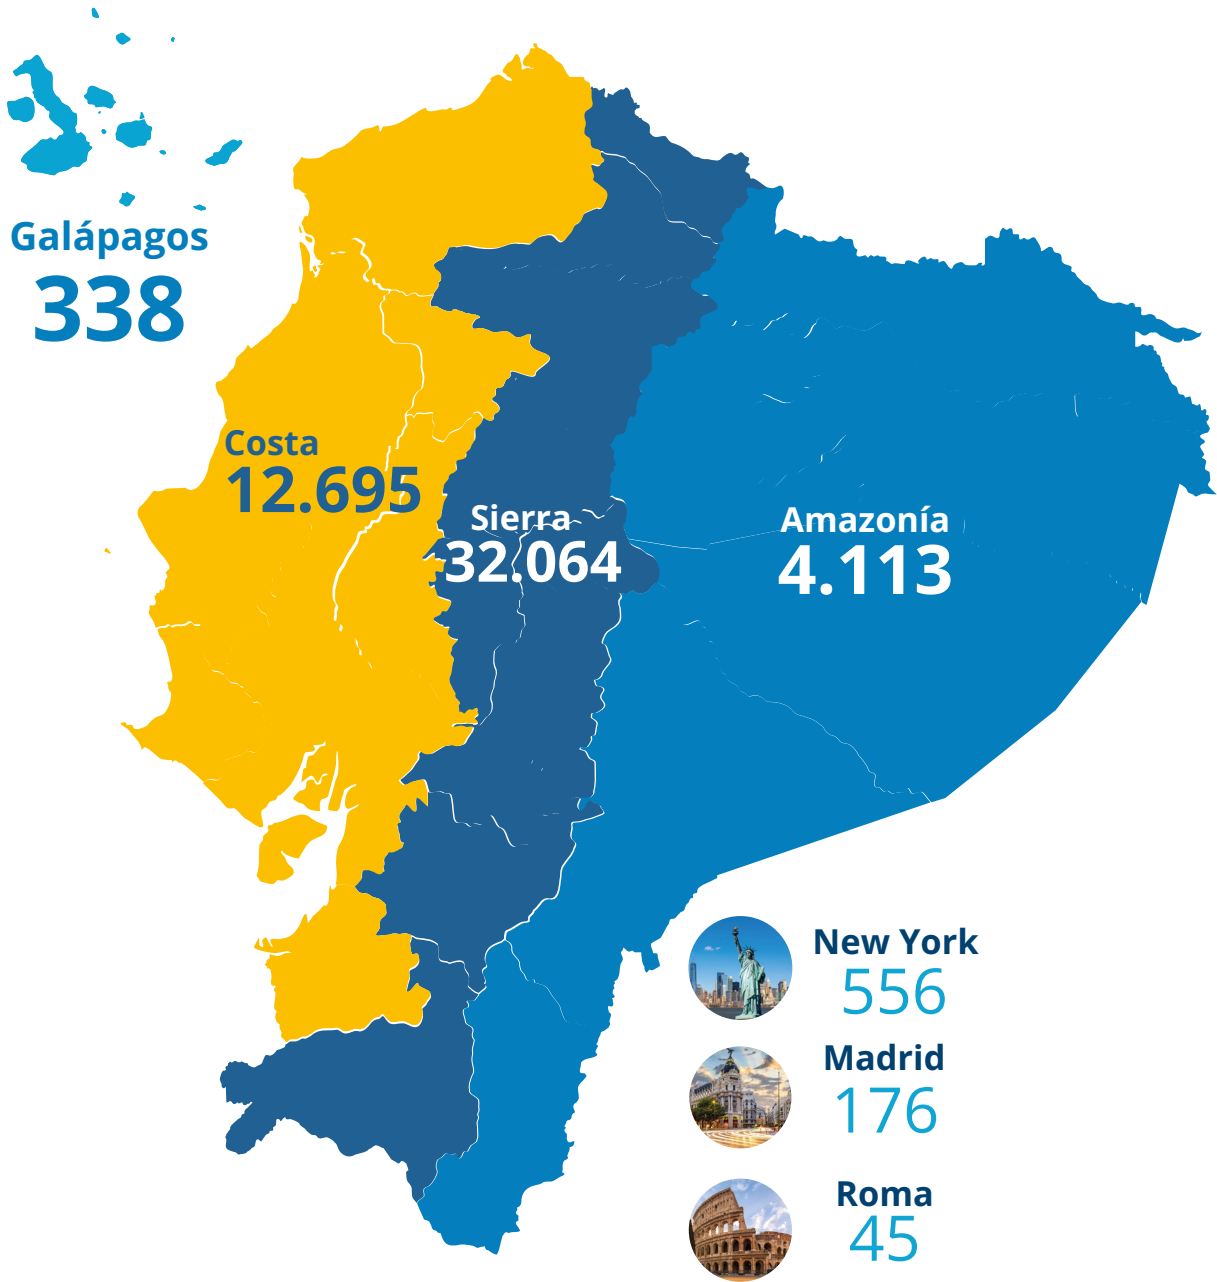 Galápagos
338
Costa
12.695
Sierra
32.064
Amazonía
4.113
New York
556
Madrid
176
Roma
45